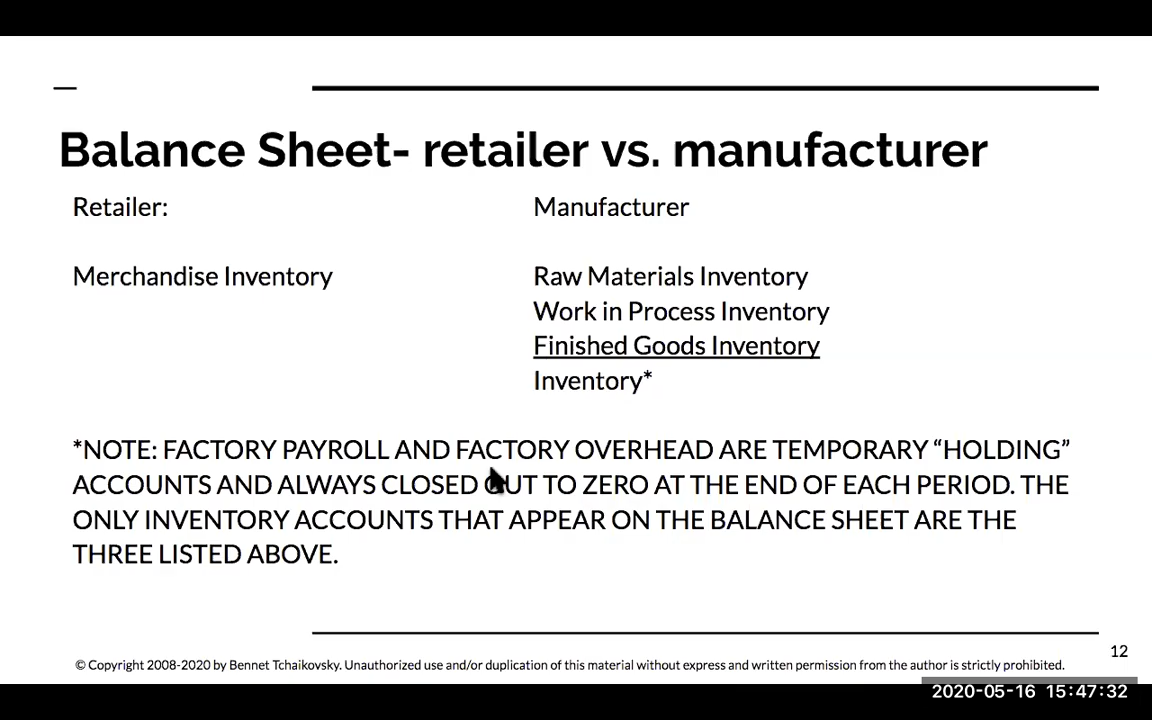 Balance Sheet- retailer vs. manufacturer
Retailer:
Merchandise Inventory
Manufacturer
Raw Materials Inventory
Work in Process Inventory
Finished Goods Inventory
Inventory*
*NOTE: FACTORY PAYROLL AND FACTORY OVERHEAD ARE TEMPORARY “HOLDING”
ACCOUNTS AND ALWAYS CLOSED OUT TO ZERO AT THE END OF EACH PERIOD. THE
ONLY INVENTORY ACCOUNTS THAT APPEAR ON THE BALANCE SHEET ARE THE
THREE LISTED ABOVE.
12
© Copyright 2008-2020 by Bennet Tchaikovsky. Unauthorized use and/or duplication of this material without express and written permission from the author is strictly prohibited.
2020-05-16 15:47:32